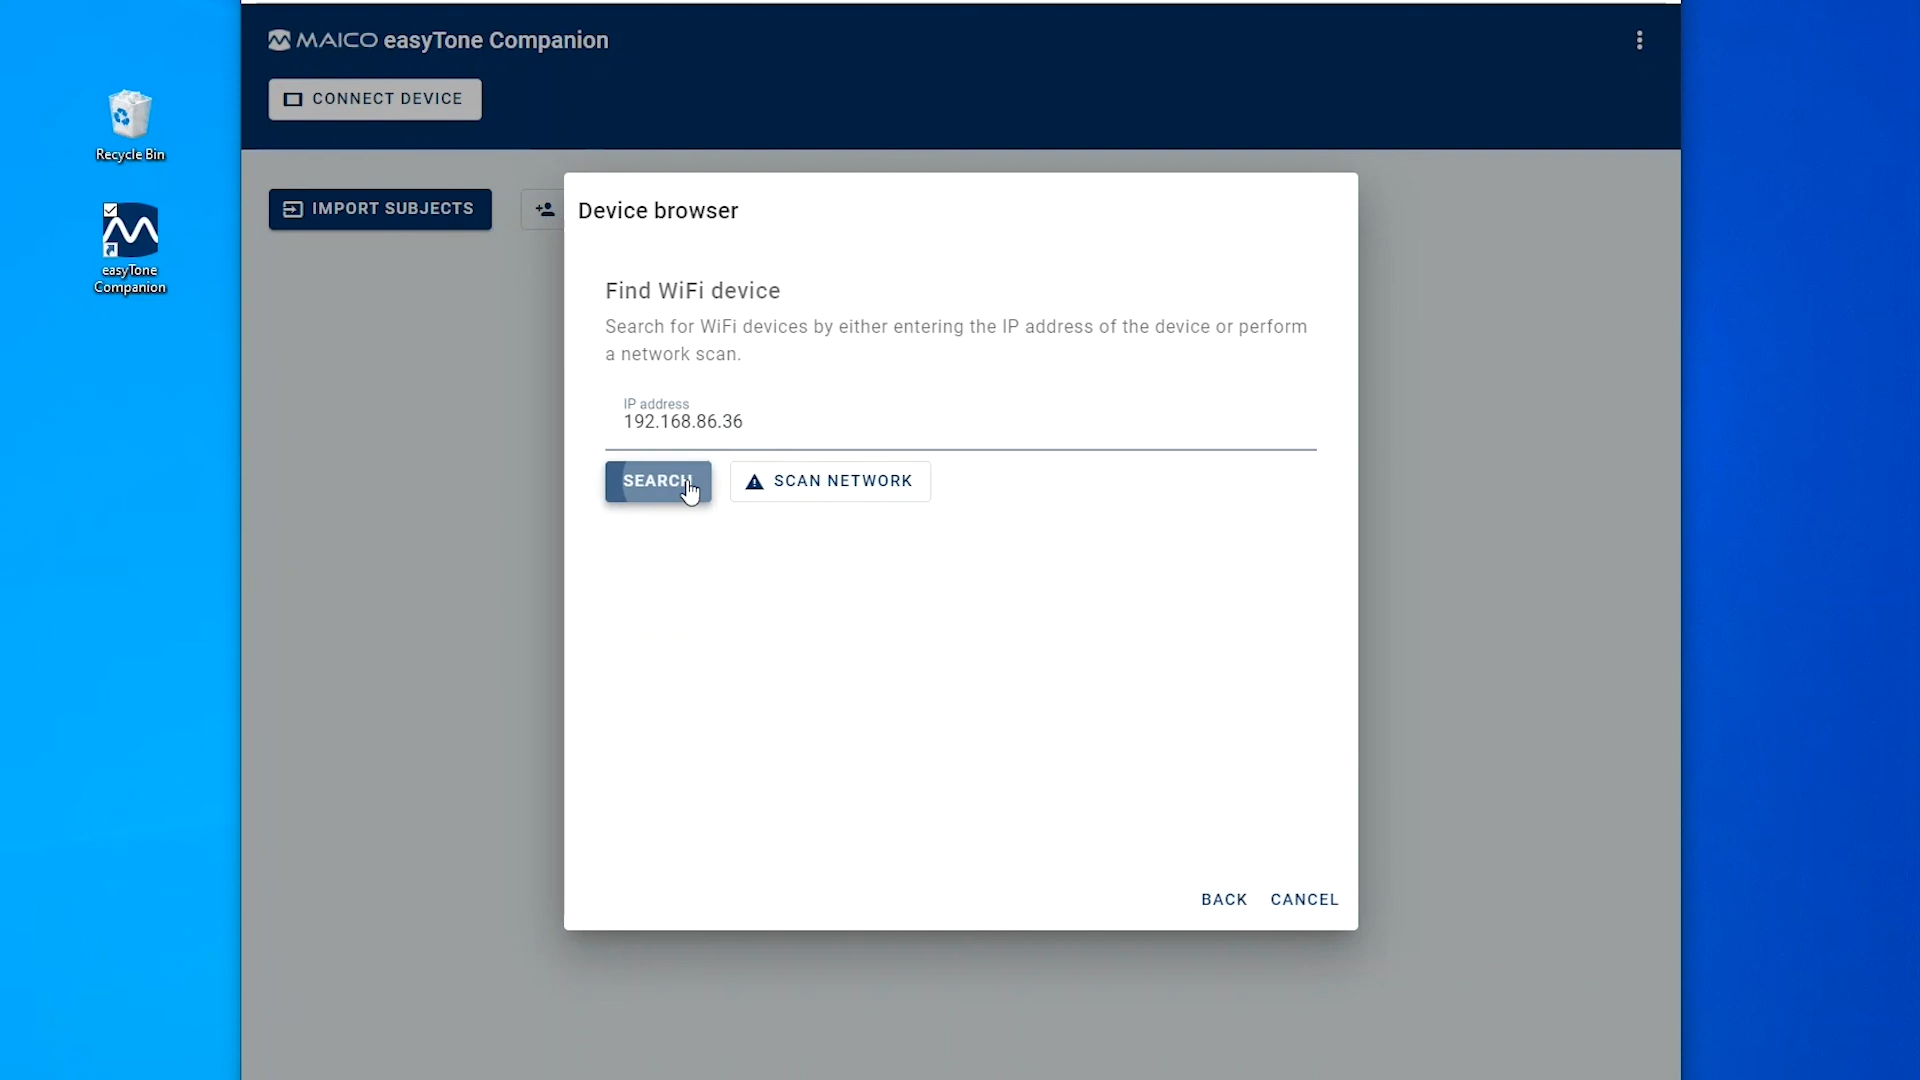 MAICO easyTone Companion
CONNECT DEVICE
Recycle Bin
IMPORT SUBJECTS
easyTone
Companion
Device browser
Find WiFi device
Search for WiFi devices by either entering the IP address of the device or perform
a network scan.
IP address
192.168.86.36
SEARCH
SCAN NETWORK
BACK
CANCEL